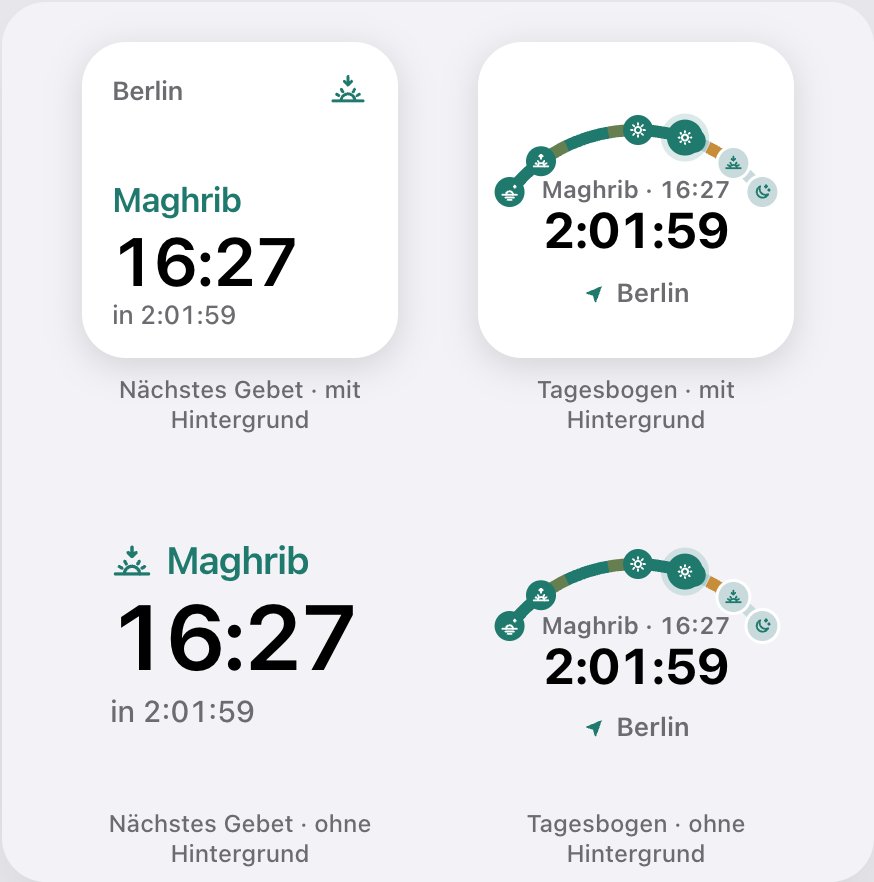 Berlin
Maghrib
16:27
in 2:01:59
Nächstes Gebet · mit
Hintergrund
Maghrib · 16:27
2:01:59
Berlin
Tagesbogen · mit
Hintergrund
Maghrib
16:27
in 2:01:59
Nächstes Gebet · ohne
Hintergrund
Maghrib · 16:27
2:01:59
Berlin
Tagesbogen · ohne
Hintergrund